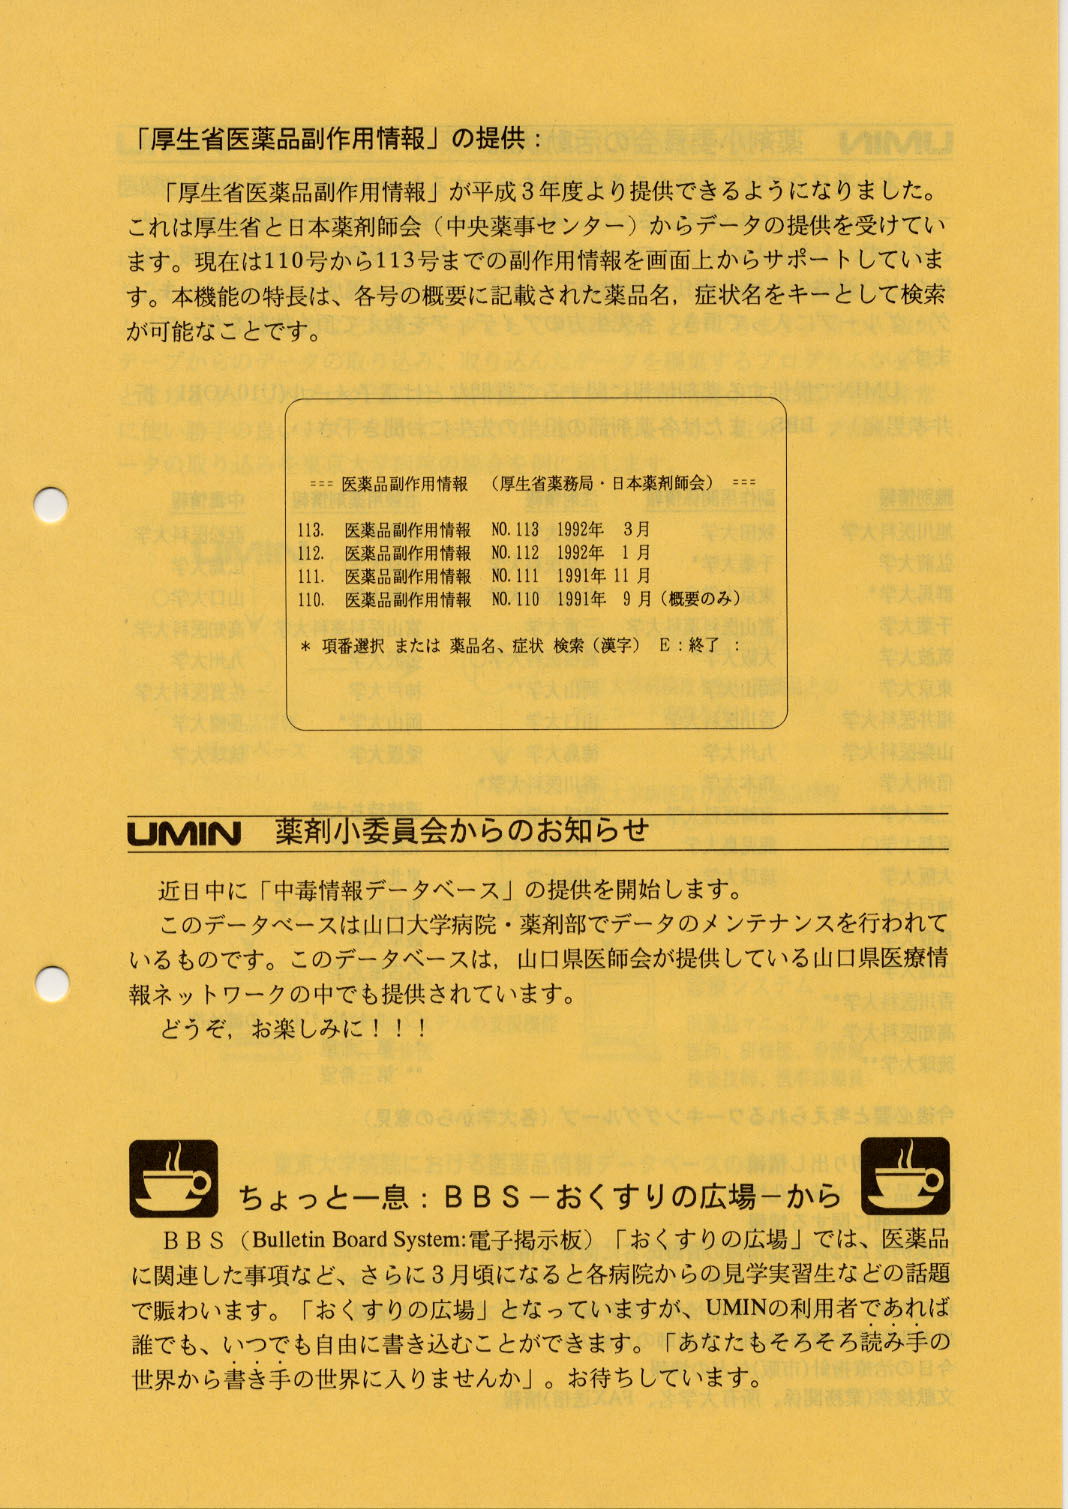 「厚生省医薬品副作用情報」の提供：
「厚生省医薬品副作用情報」が平成３年度より提供できるようになりました。
これは厚生省と日本薬剤師会（中央薬事センター）からデータの提供を受けてい
ます。現在は110号から113号までの副作用情報を画面上からサポートしていま
す。本機能の特長は、各号の概要に記載された薬品名，症状名をキーとして検索
が可能なことです。
=== 医薬品副作用情報　（厚生省薬務局・日本薬剤師会） ===
113.　医薬品副作用情報　NO.113　1992年　3月
112.　医薬品副作用情報　NO.112　1992年　1月
111.　医薬品副作用情報　NO.111　1991年 11月
110.　医薬品副作用情報　NO.110　1991年　9月（概要のみ）
＊ 項番選択 または 薬品名、症状 検索（漢字）　E：終了 ：
UMIN　薬剤小委員会からのお知らせ
近日中に「中毒情報データベース」の提供を開始します。
このデータベースは山口大学病院・薬剤部でデータのメンテナンスを行われて
いるものです。このデータベースは，山口県医師会が提供している山口県医療情
報ネットワークの中でも提供されています。
どうぞ，お楽しみに！！！
ちょっと一息：ＢＢＳ－おくすりの広場－から
ＢＢＳ（Bulletin Board System:電子掲示板）「おくすりの広場」では、医薬品
に関連した事項など、さらに３月頃になると各病院からの見学実習生などの話題
で賑わいます。「おくすりの広場」となっていますが、UMINの利用者であれば
誰でも、いつでも自由に書き込むことができます。「あなたもそろそろ読み手の
世界から書き手の世界に入りませんか」。お待ちしています。